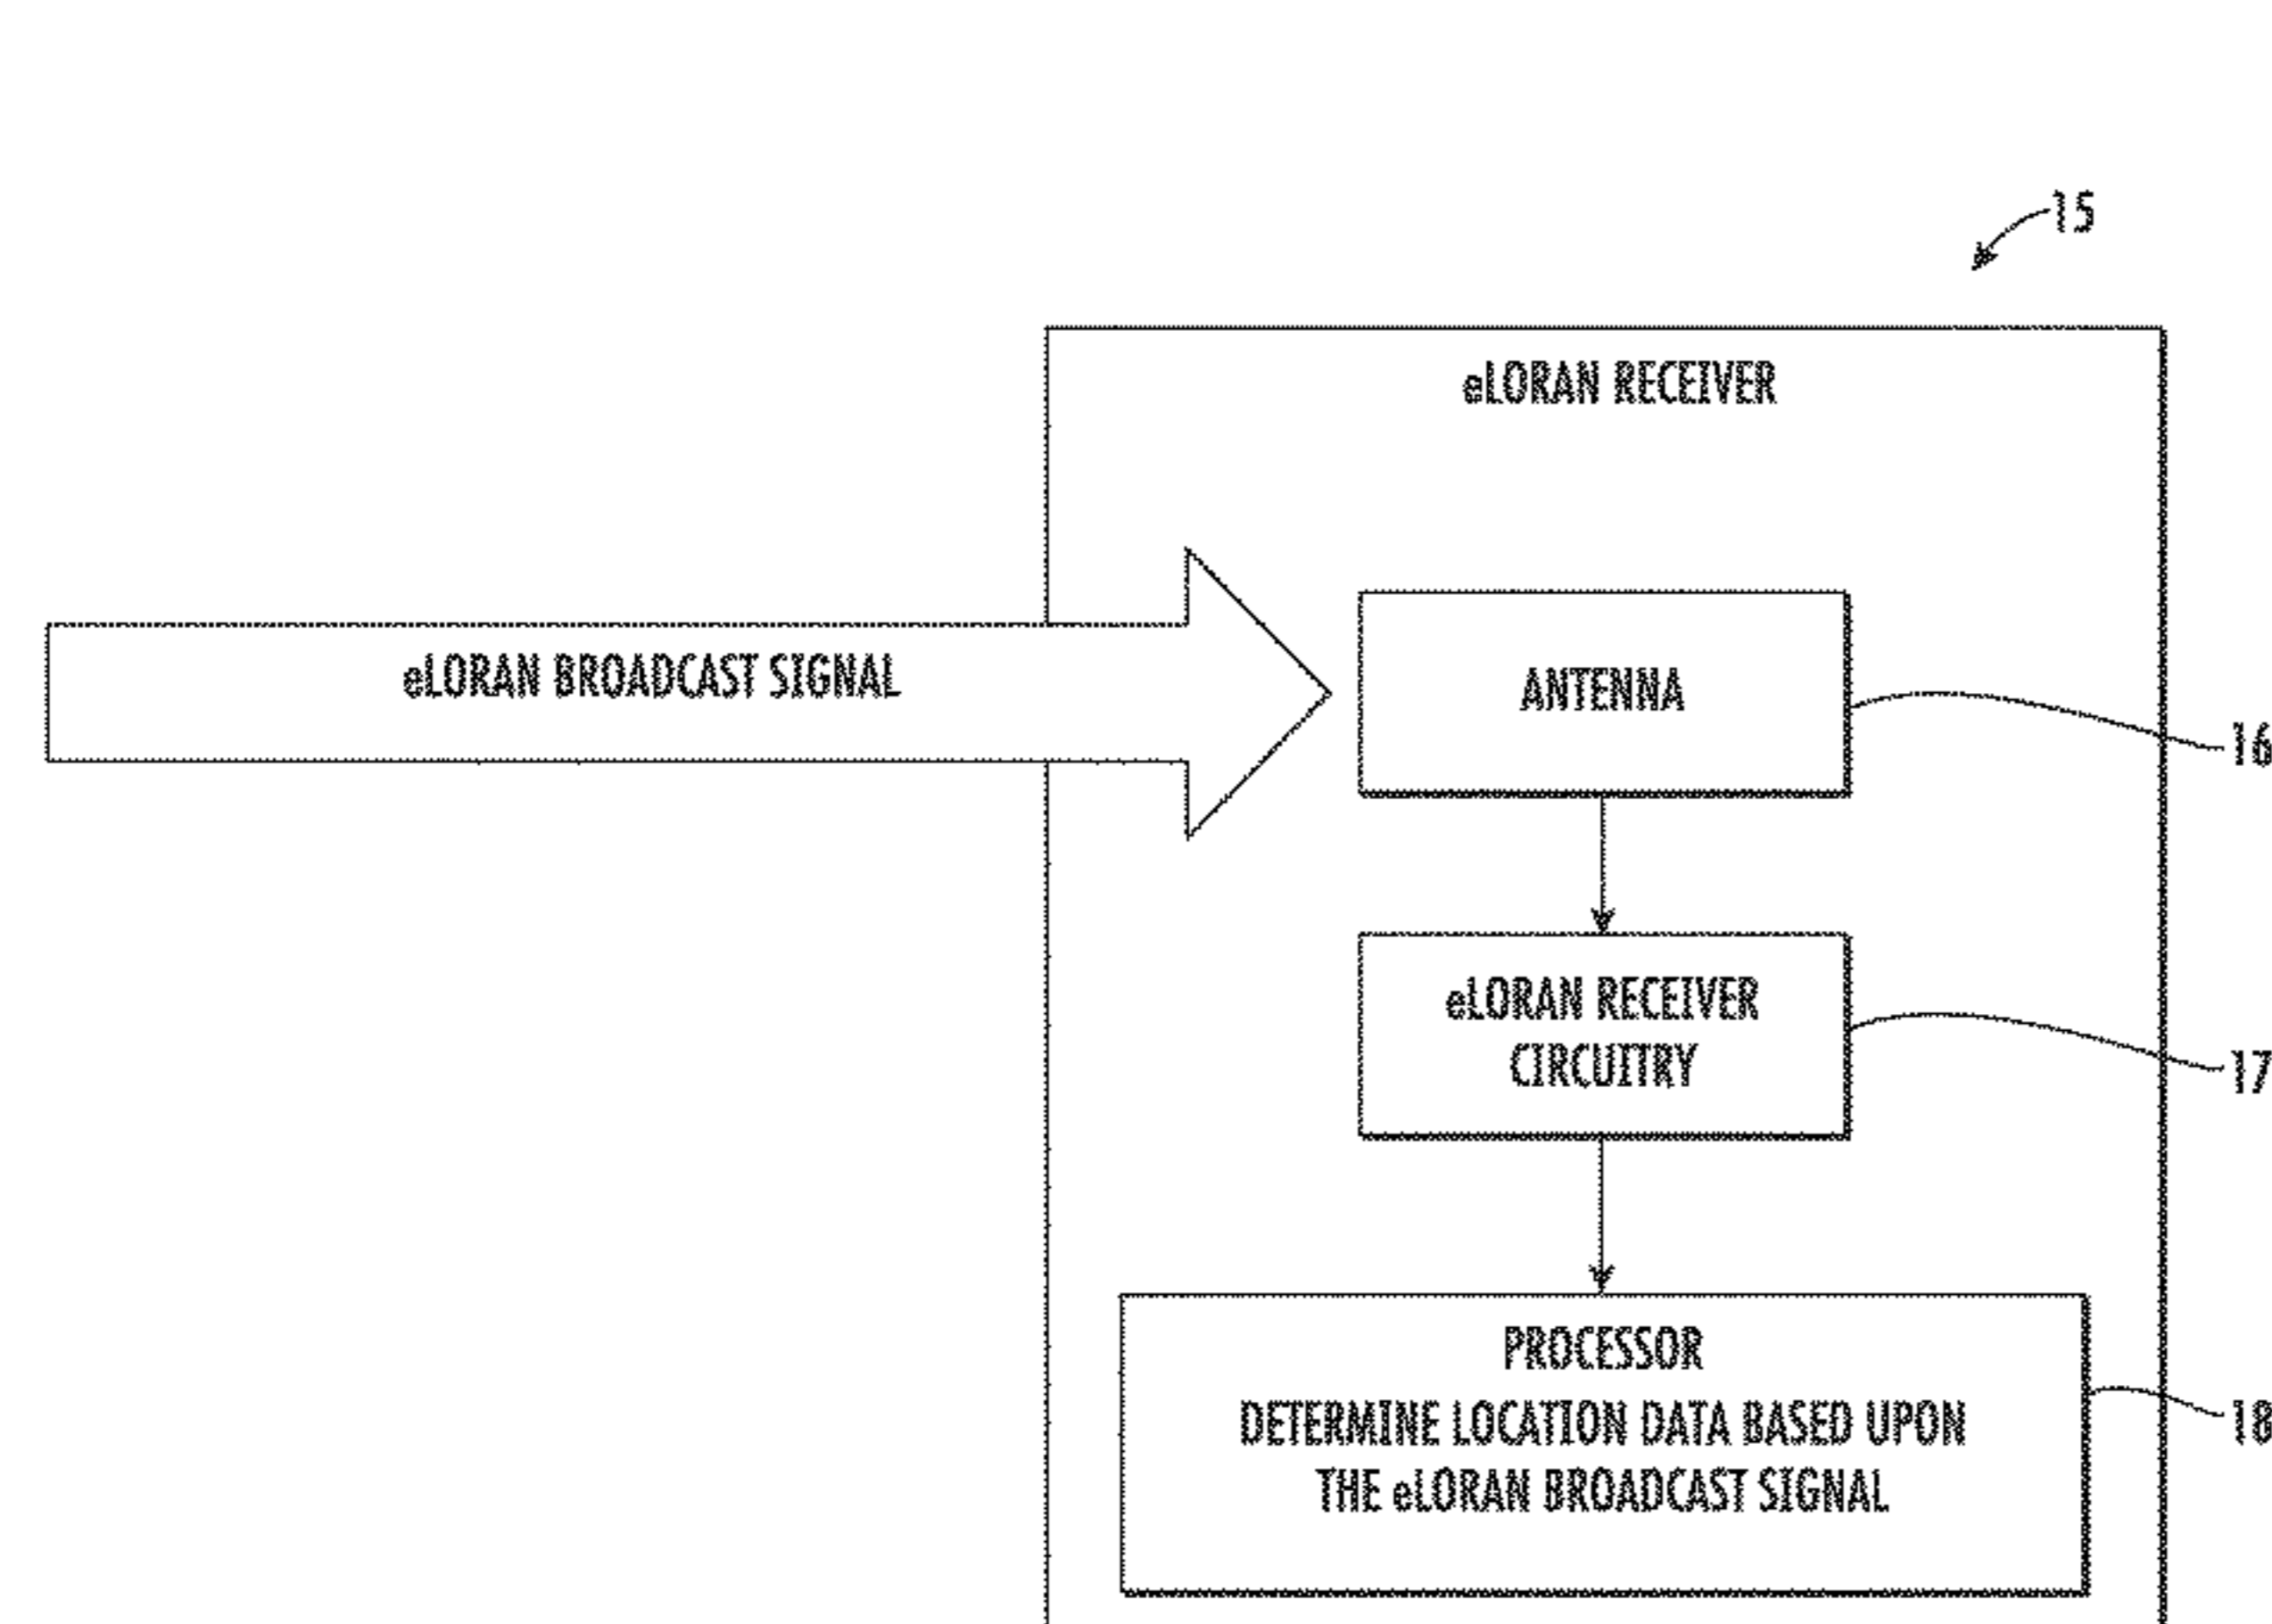 15
eLORAN RECEIVER
eLORAN BROADCAST SIGNAL
ANTENNA
16
eLORAN RECEIVER
CIRCUITRY
17
PROCESSOR
DETERMINE LOCATION DATA BASED UPON
THE eLORAN BROADCAST SIGNAL
18